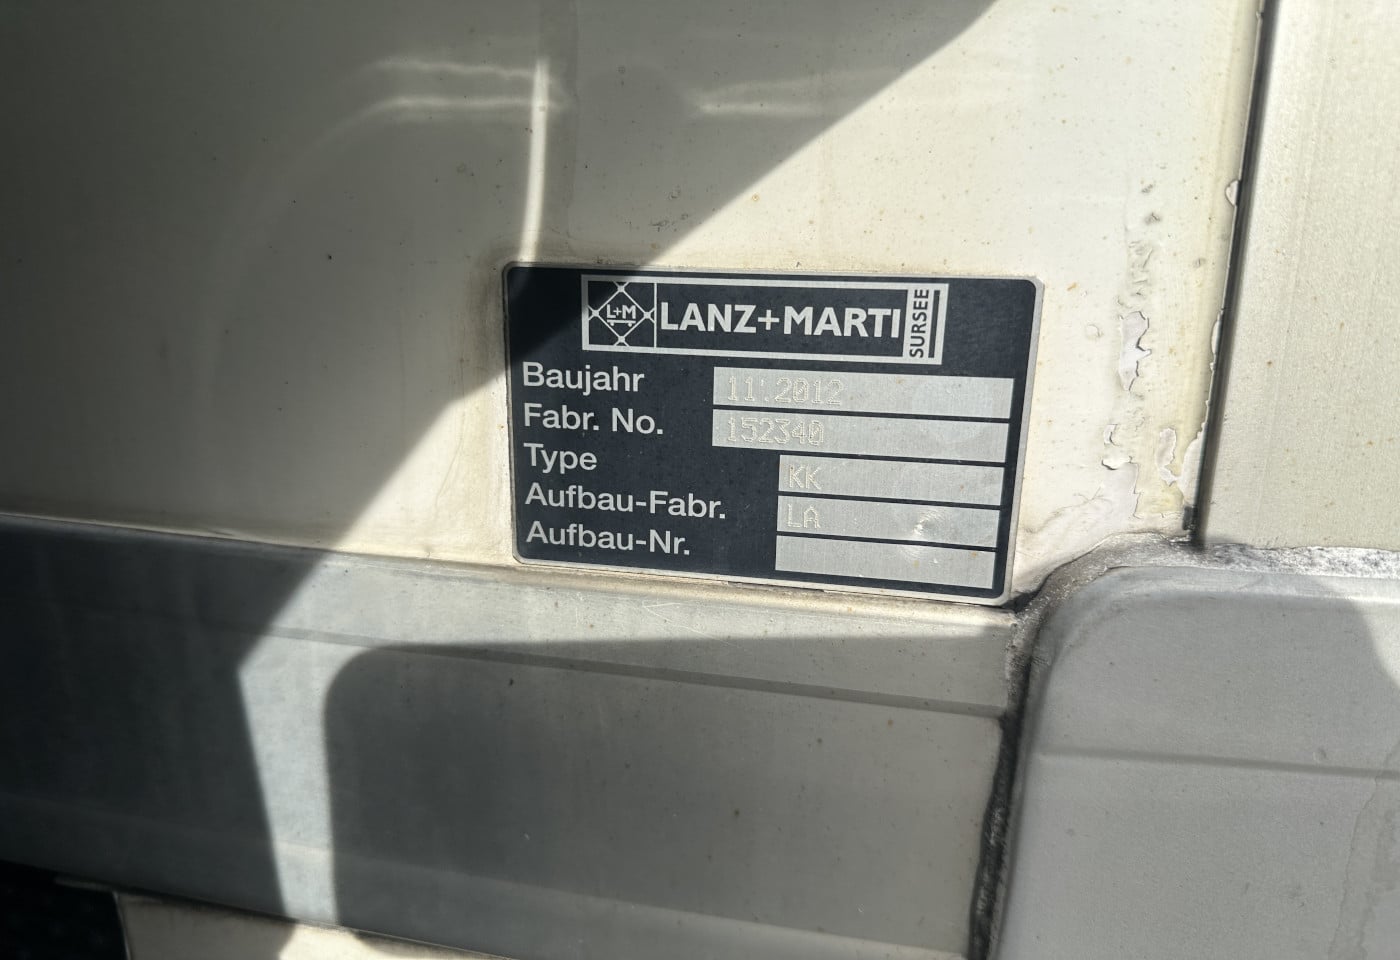 L+M LANZ+MARTI SURSEE
Baujahr 11.2012
Fabr. No. 152340
Type KK
Aufbau-Fabr. LA
Aufbau-Nr.